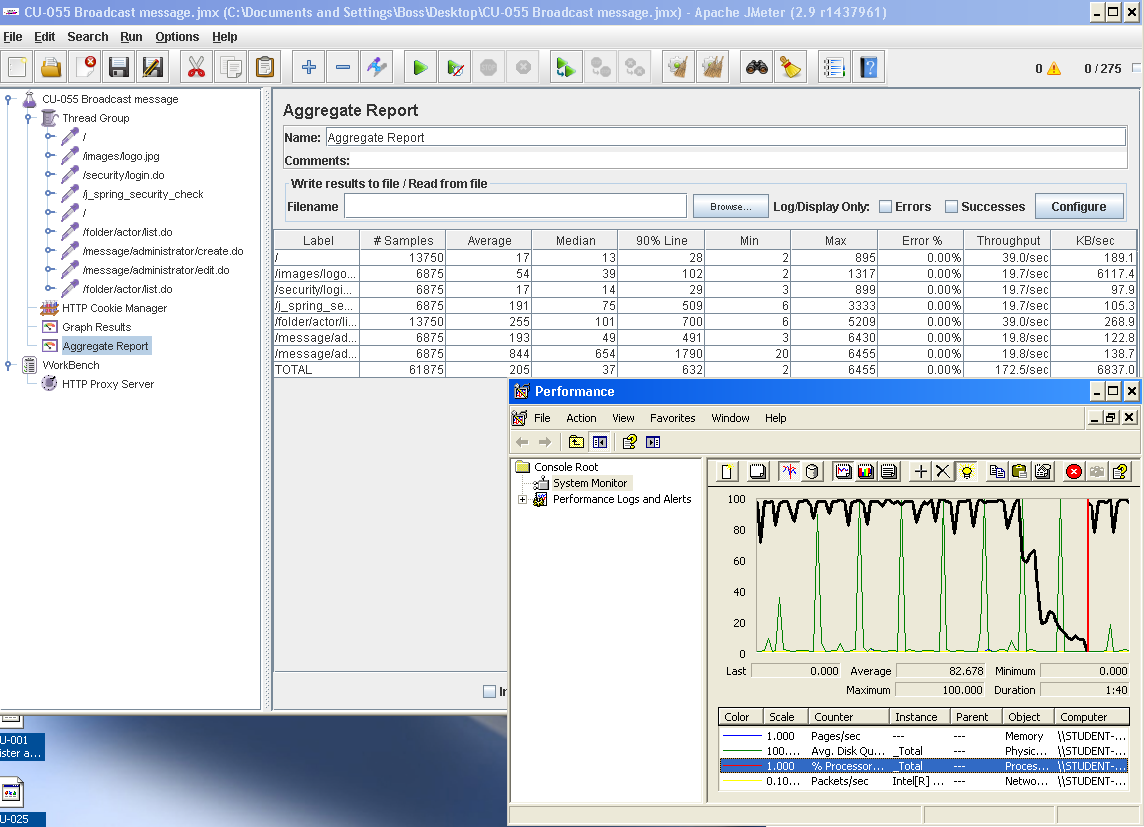 CU-055 Broadcast message.jmx (C:\Documents and Settings\Boss\Desktop\CU-055 Broadcast message.jmx) - Apache JMeter (2.9 r1437961)
File Edit Search Run Options Help
0 0 / 275
CU-055 Broadcast message
Thread Group
/
/images/logo.jpg
/security/login.do
/j_spring_security_check
/
/folder/actor/list.do
/message/administrator/create.do
/message/administrator/edit.do
/folder/actor/list.do
HTTP Cookie Manager
Graph Results
Aggregate Report
WorkBench
HTTP Proxy Server
Aggregate Report
Name: Aggregate Report
Comments:
Write results to file / Read from file
Filename Browse... Log/Display Only: Errors Successes Configure
Label # Samples Average Median 90% Line Min Max Error % Throughput KB/sec
/ 13750 17 13 28 2 895 0.00% 39.0/sec 189.1
/images/logo... 6875 54 39 102 2 1317 0.00% 19.7/sec 6117.4
/security/logi... 6875 17 14 29 3 899 0.00% 19.7/sec 97.9
/j_spring_se... 6875 191 75 509 6 3333 0.00% 19.7/sec 105.3
/folder/actor/li... 13750 255 101 700 6 5209 0.00% 39.0/sec 268.9
/message/ad... 6875 193 49 491 3 6430 0.00% 19.8/sec 122.8
/message/ad... 6875 844 654 1790 20 6455 0.00% 19.8/sec 138.7
TOTAL 61875 205 37 632 2 6455 0.00% 172.5/sec 6837.0
Performance
File Action View Favorites Window Help
Console Root
System Monitor
Performance Logs and Alerts
100
80
60
40
20
0
Last 0.000 Average 82.678 Minimum 0.000
Maximum 100.000 Duration 1:40
Color Scale Counter Instance Parent Object Computer
1.000 Pages/sec --- --- Memory \\STUDENT-...
100.... Avg. Disk Qu... _Total --- Physic... \\STUDENT-...
1.000 % Processor... _Total --- Proces... \\STUDENT-...
0.10... Packets/sec Intel[R] ... --- Netwo... \\STUDENT-...
U-001
ister a...
U-025